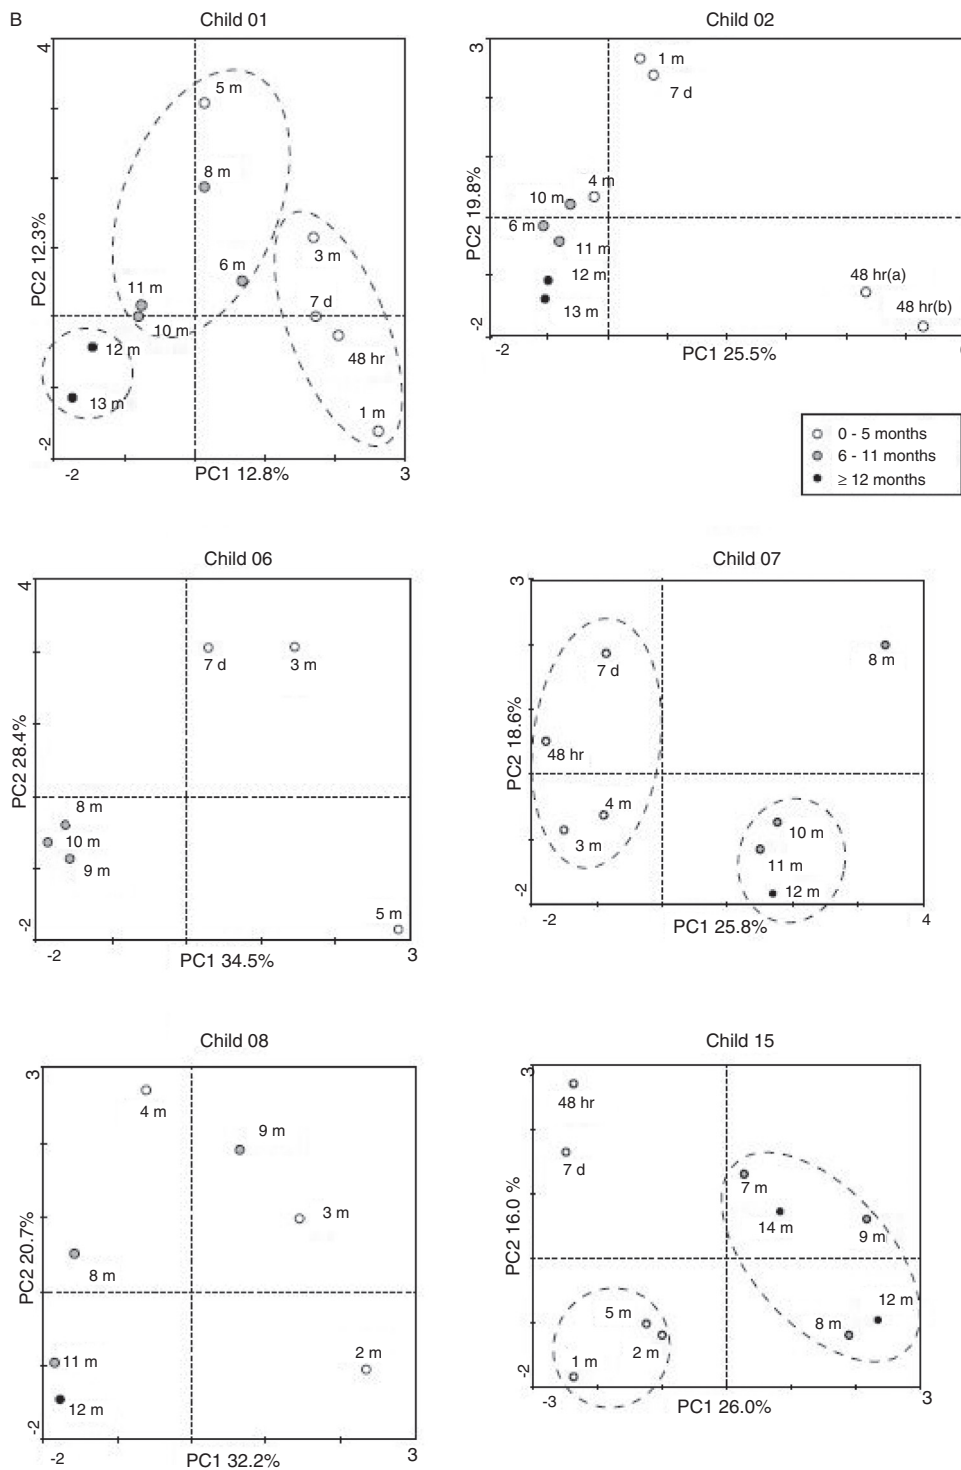 B
Child 01
4
5 m
8 m
3 m
6 m
11 m
7 d
10 m
48 hr
12 m
13 m
1 m
PC2 12.3%
-2
-2
PC1 12.8%
3
Child 02
3
1 m
7 d
4 m
10 m
6 m
11 m
12 m
13 m
48 hr(a)
48 hr(b)
PC2 19.8%
-2
-2
PC1 25.5%
0 - 5 months
6 - 11 months
≥ 12 months
Child 06
4
7 d
3 m
8 m
10 m
9 m
5 m
PC2 28.4%
-2
-2
PC1 34.5%
3
Child 07
3
7 d
8 m
48 hr
4 m
3 m
10 m
11 m
12 m
PC2 18.6%
-2
-2
PC1 25.8%
4
Child 08
3
4 m
9 m
3 m
8 m
11 m
2 m
12 m
PC2 20.7%
-2
-2
PC1 32.2%
3
Child 15
3
48 hr
7 d
7 m
14 m
9 m
12 m
5 m
2 m
8 m
1 m
PC2 16.0 %
-2
-3
PC1 26.0%
3